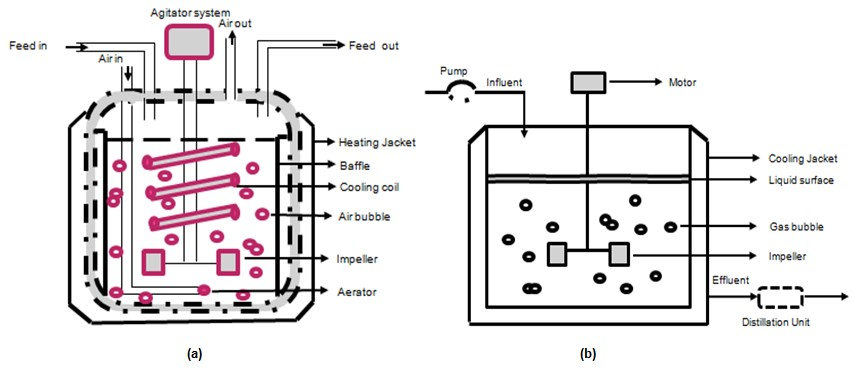 Agitator system
Air out
Feed in
Feed out
Air in
Heating Jacket
Baffle
Cooling coil
Air bubble
Impeller
Aerator
(a)
Pump
Influent
Motor
Cooling Jacket
Liquid surface
Gas bubble
Impeller
Effluent
Distillation Unit
(b)